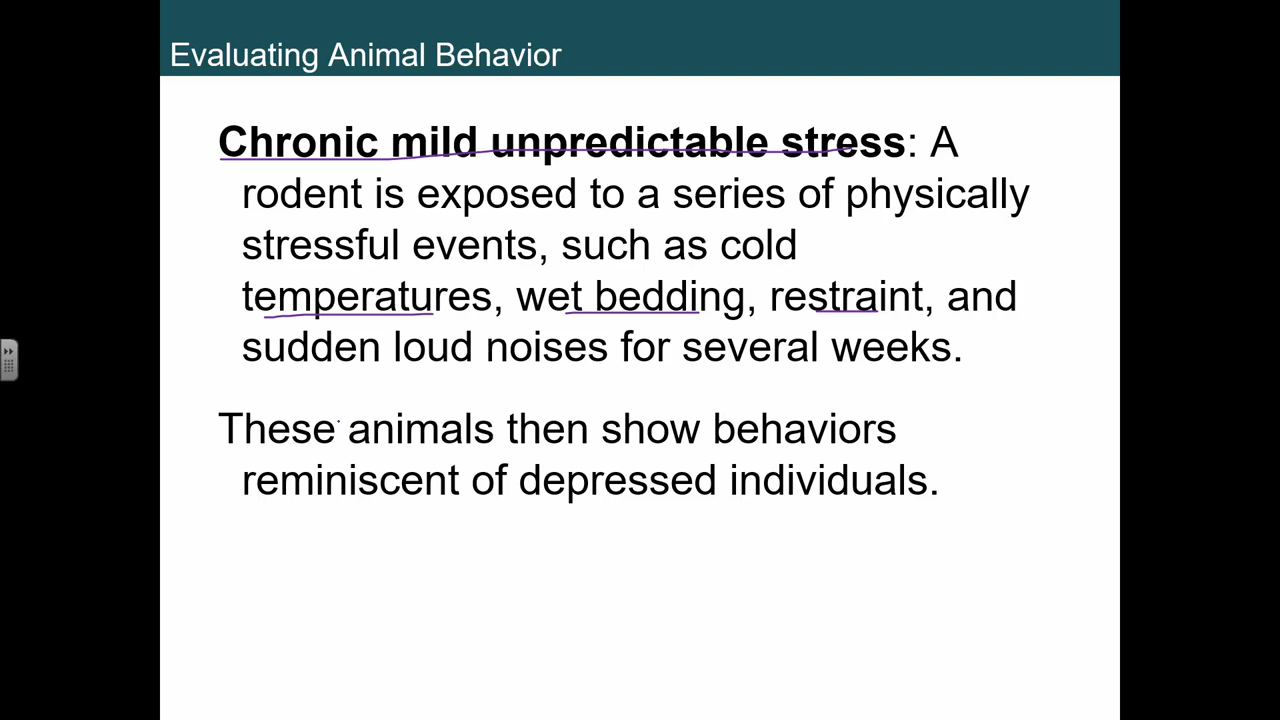 Evaluating Animal Behavior
Chronic mild unpredictable stress: A
rodent is exposed to a series of physically
stressful events, such as cold
temperatures, wet bedding, restraint, and
sudden loud noises for several weeks.
These animals then show behaviors
reminiscent of depressed individuals.